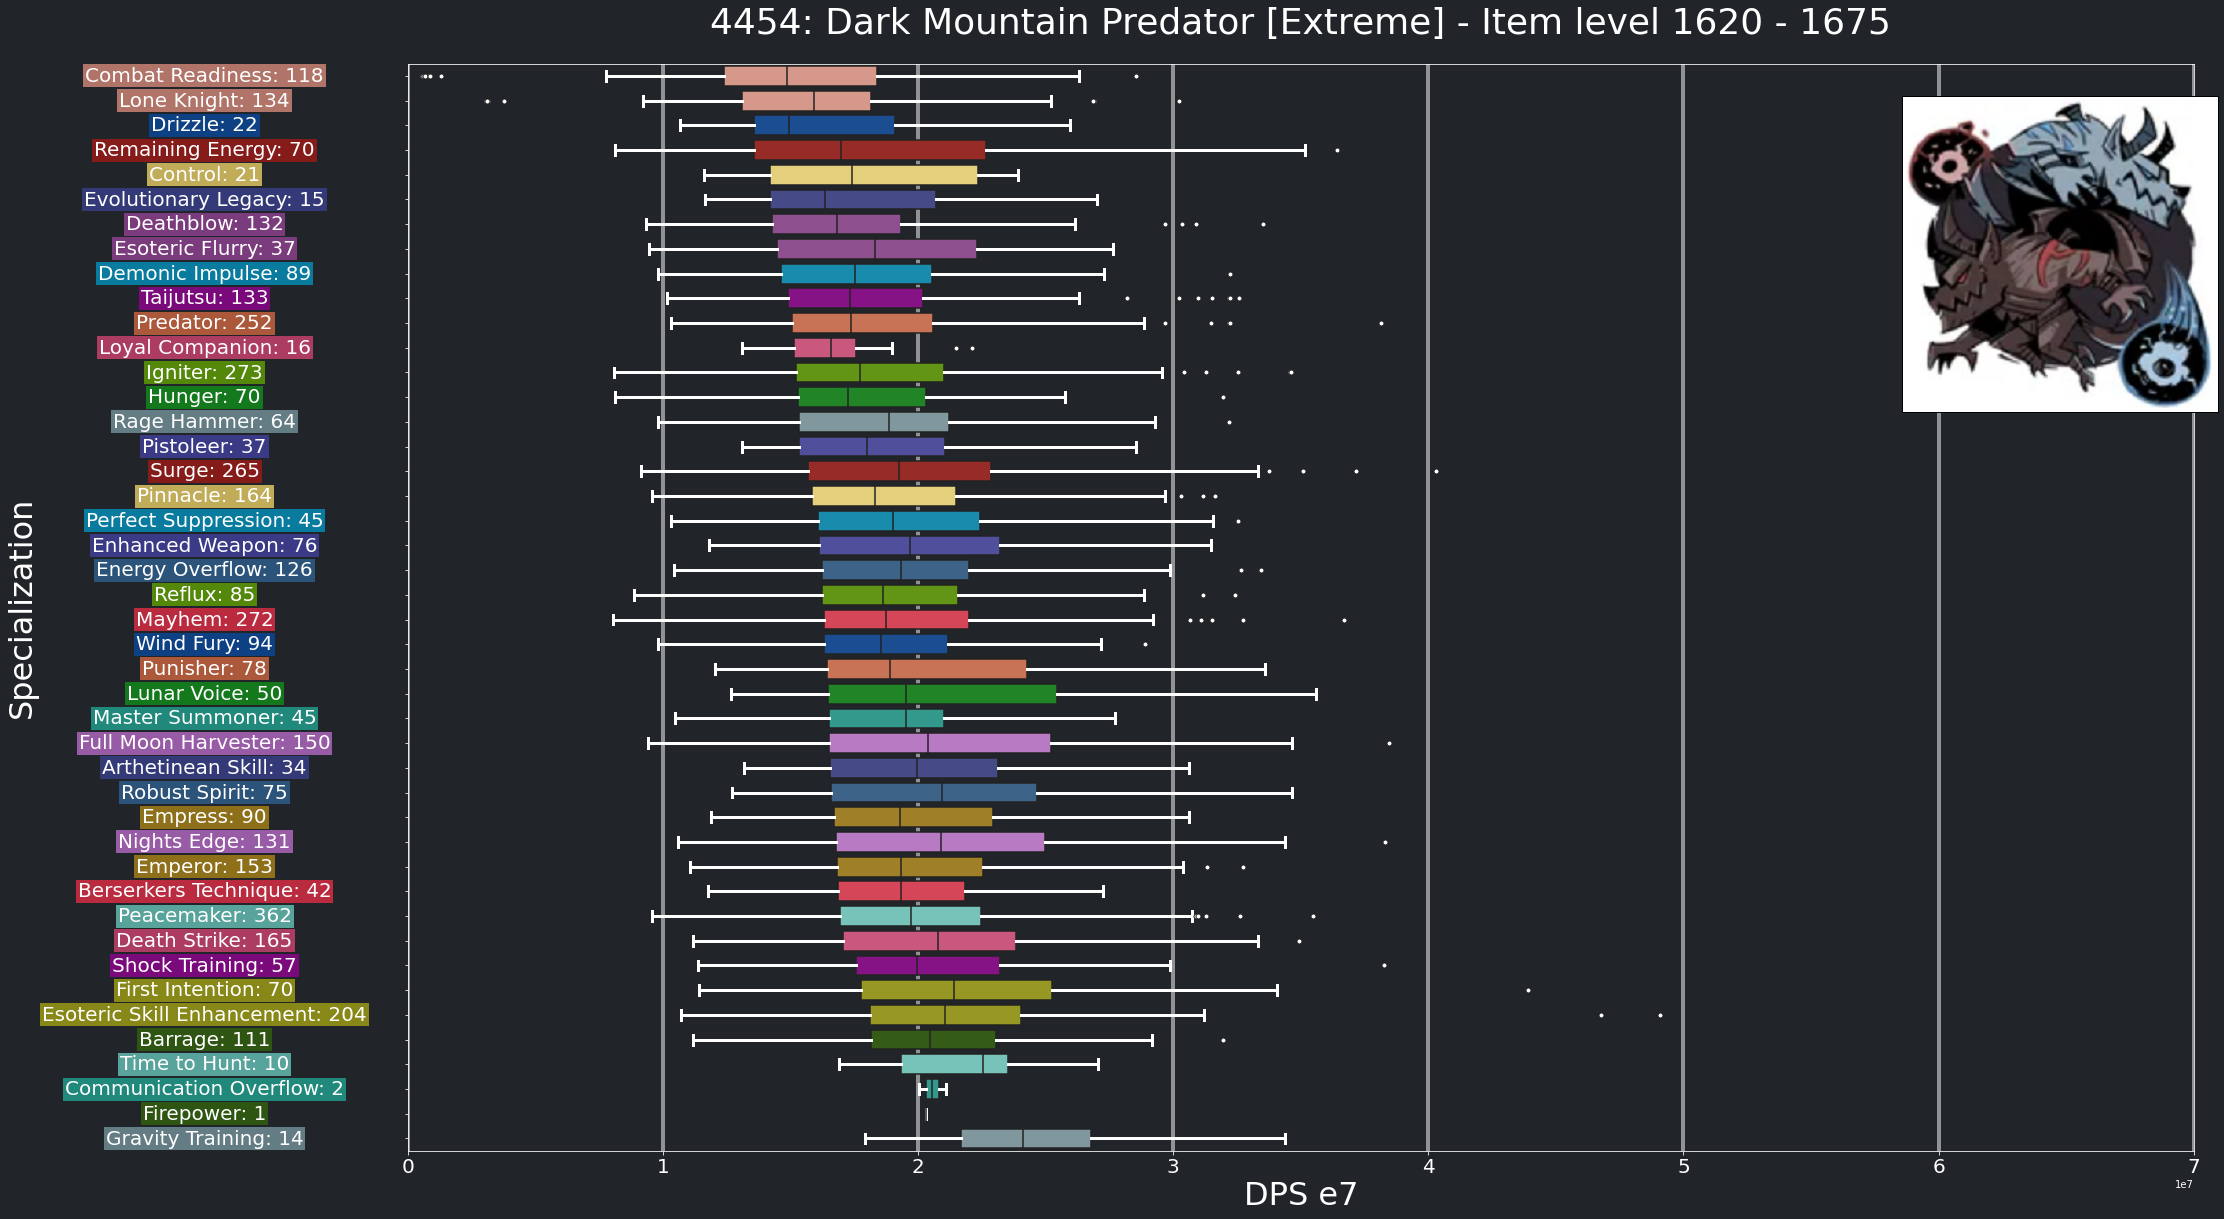 4454: Dark Mountain Predator [Extreme] - Item level 1620 - 1675
Specialization
Combat Readiness: 118
Lone Knight: 134
Drizzle: 22
Remaining Energy: 70
Control: 21
Evolutionary Legacy: 15
Deathblow: 132
Esoteric Flurry: 37
Demonic Impulse: 89
Taijutsu: 133
Predator: 252
Loyal Companion: 16
Igniter: 273
Hunger: 70
Rage Hammer: 64
Pistoleer: 37
Surge: 265
Pinnacle: 164
Perfect Suppression: 45
Enhanced Weapon: 76
Energy Overflow: 126
Reflux: 85
Mayhem: 272
Wind Fury: 94
Punisher: 78
Lunar Voice: 50
Master Summoner: 45
Full Moon Harvester: 150
Arthetinean Skill: 34
Robust Spirit: 75
Empress: 90
Nights Edge: 131
Emperor: 153
Berserkers Technique: 42
Peacemaker: 362
Death Strike: 165
Shock Training: 57
First Intention: 70
Esoteric Skill Enhancement: 204
Barrage: 111
Time to Hunt: 10
Communication Overflow: 2
Firepower: 1
Gravity Training: 14
0 1 2 3 4 5 6 7
DPS e7
1e7